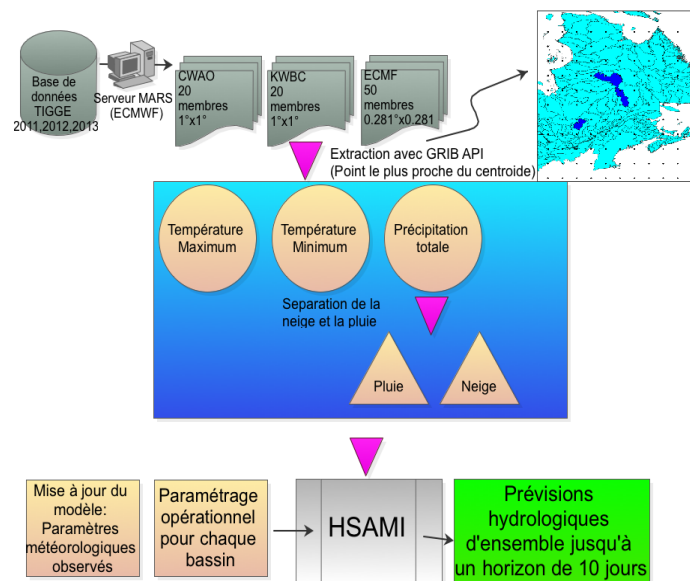 Base de
données
TIGGE
2011,2012,2013
Serveur MARS
(ECMWF)
CWAO
20
membres
1°x1°
KWBC
20
membres
1°x1°
ECMF
50
membres
0.281°x0.281
Extraction avec GRIB API
(Point le plus proche du centroide)
Température
Maximum
Température
Minimum
Précipitation
totale
Separation de la
neige et la pluie
Pluie
Neige
Mise à jour du
modèle:
Paramètres
météorologiques
observés
Paramétrage
opérationnel
pour chaque
bassin
HSAMI
Prévisions
hydrologiques
d'ensemble jusqu'à
un horizon de 10 jours